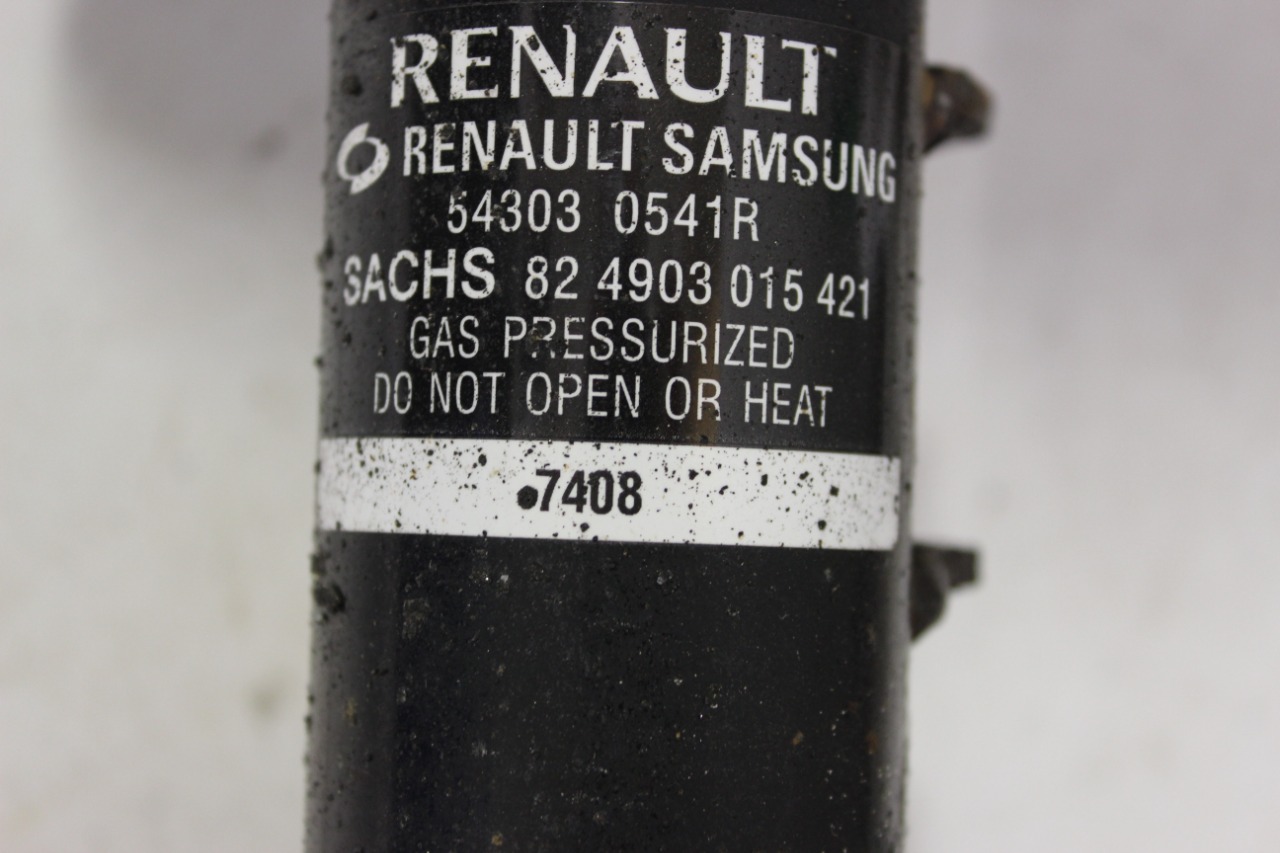 RENAULT
RENAULT SAMSUNG
54303 0541R
SACHS 82 4903 015 421
GAS PRESSURIZED
DO NOT OPEN OR HEAT
7408